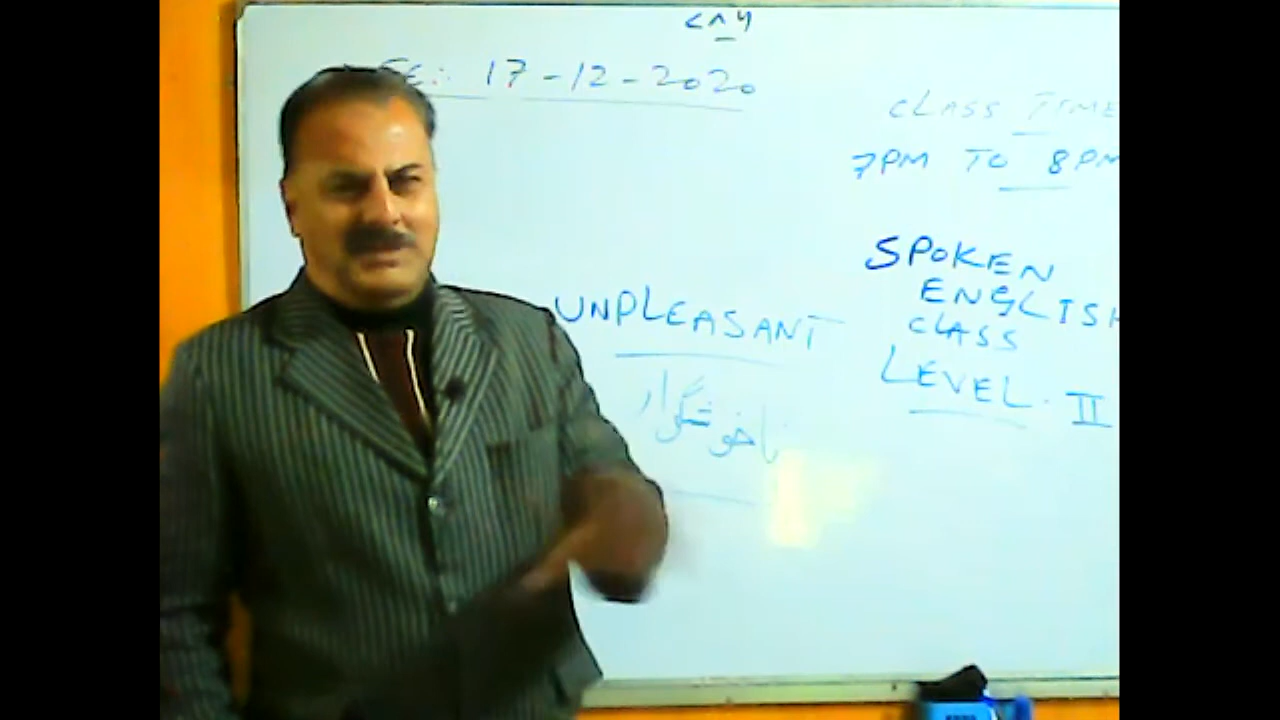 17-12-2020
CLASS TIME
7PM TO 8PM
SPOKEN
ENGLISH
CLASS
LEVEL. II
UNPLEASANT
ناخوشگوار